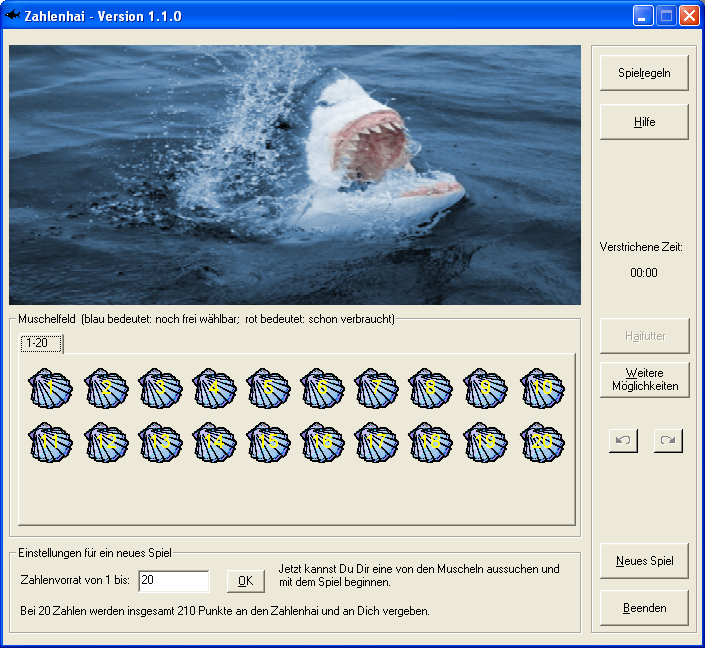 Zahlenhai - Version 1.1.0
Spielregeln
Hilfe
Verstrichene Zeit:
00:00
Muschelfeld (blau bedeutet: noch frei wählbar; rot bedeutet: schon verbraucht)
1-20
Haifutter
Weitere
Möglichkeiten
1 2 3 4 5 6 7 8 9 10
11 12 13 14 15 16 17 18 19 20
Einstellungen für ein neues Spiel
Zahlenvorrat von 1 bis: 20 OK
Jetzt kannst Du Dir eine von den Muscheln aussuchen und
mit dem Spiel beginnen.
Bei 20 Zahlen werden insgesamt 210 Punkte an den Zahlenhai und an Dich vergeben.
Neues Spiel
Beenden